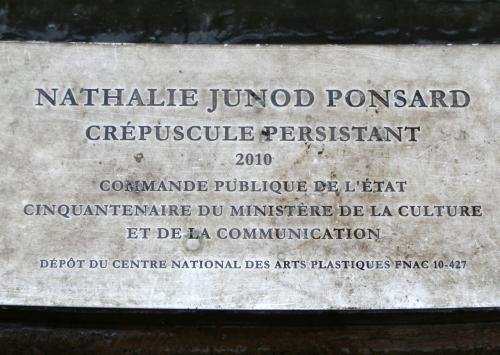 NATHALIE JUNOD PONSARD
CRÉPUSCULE PERSISTANT
2010
COMMANDE PUBLIQUE DE L'ÉTAT
CINQUANTENAIRE DU MINISTÈRE DE LA CULTURE
ET DE LA COMMUNICATION
DÉPÔT DU CENTRE NATIONAL DES ARTS PLASTIQUES FNAC 10-427